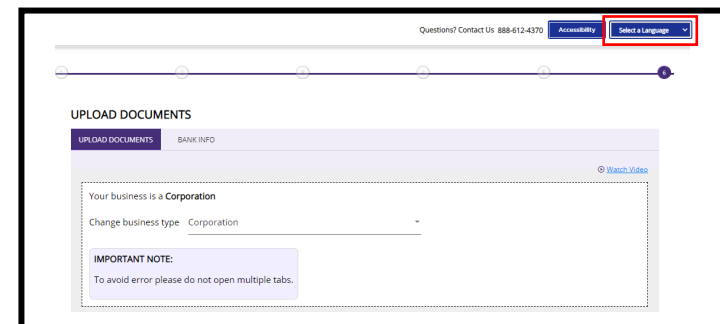 Questions? Contact Us 888-612-4370 Accessibility Select a Language
6
UPLOAD DOCUMENTS
UPLOAD DOCUMENTS BANK INFO
Watch Video
Your business is a Corporation
Change business type Corporation
IMPORTANT NOTE:
To avoid error please do not open multiple tabs.